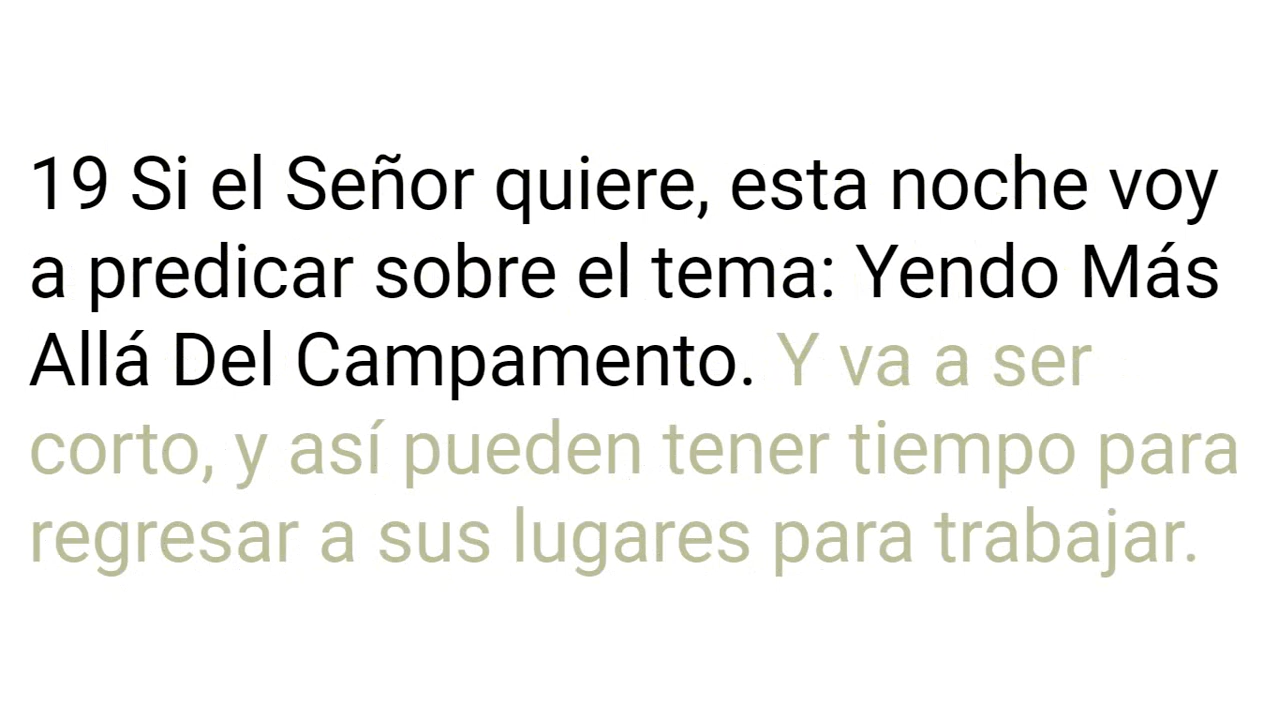 19 Si el Señor quiere, esta noche voy
a predicar sobre el tema: Yendo Más
Allá Del Campamento. Y va a ser
corto, y así pueden tener tiempo para
regresar a sus lugares para trabajar.